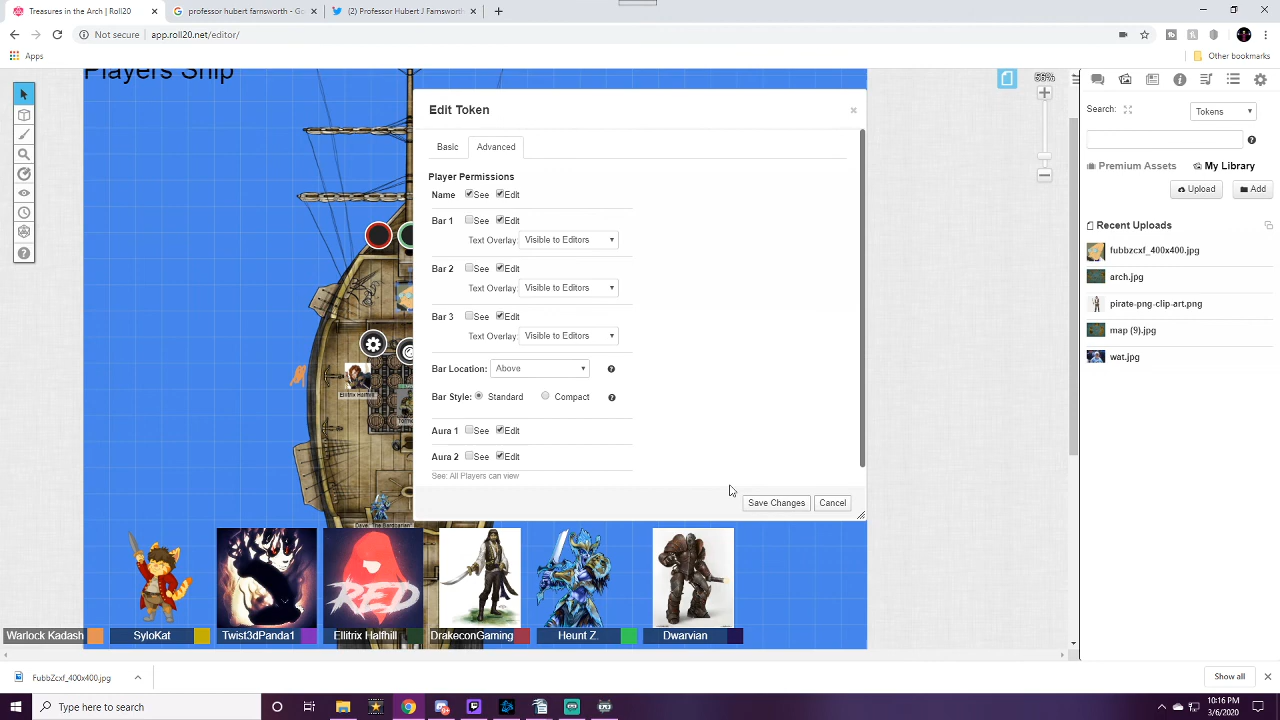 Treasures in the Arch | Roll20
professor hubert farnsworth - Go
(2) Professor Hubert J Farnsworth
Not secure | app.roll20.net/editor/
Apps
Other bookmarks
Players Ship
56%
Edit Token
Basic
Advanced
Player Permissions
Name See Edit
Bar 1 See Edit
Text Overlay: Visible to Editors
Bar 2 See Edit
Text Overlay: Visible to Editors
Bar 3 See Edit
Text Overlay: Visible to Editors
Bar Location: Above
Bar Style: Standard Compact
Aura 1 See Edit
Aura 2 See Edit
See: All Players can view
Save Changes
Cancel
Search:
Tokens
Premium Assets
My Library
Upload
Add
Recent Uploads
fubbzcxf_400x400.jpg
arch.jpg
pirate-png-clip-art.png
map (9).jpg
wat.jpg
Ellitrix Halfhill
RED
Warlock Kadash
SyloKat
Twist3dPanda1
Ellitrix Halfhill
DrakeconGaming
Heunt Z.
Dwarvian
FubbZcxf_400x400.jpg
Show all
Type here to search
10:16 PM
3/6/2020